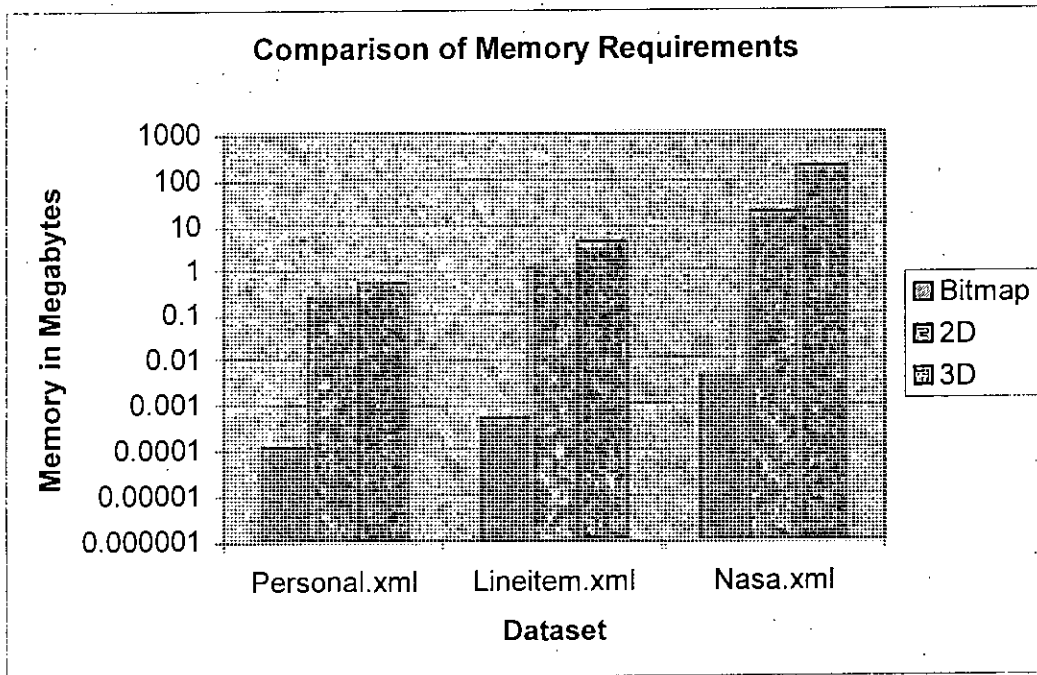 Comparison of Memory Requirements
Memory in Megabytes
1000
100
10
1
0.1
0.01
0.001
0.0001
0.00001
0.000001
Personal.xml
Lineitem.xml
Nasa.xml
Dataset
Bitmap
2D
3D